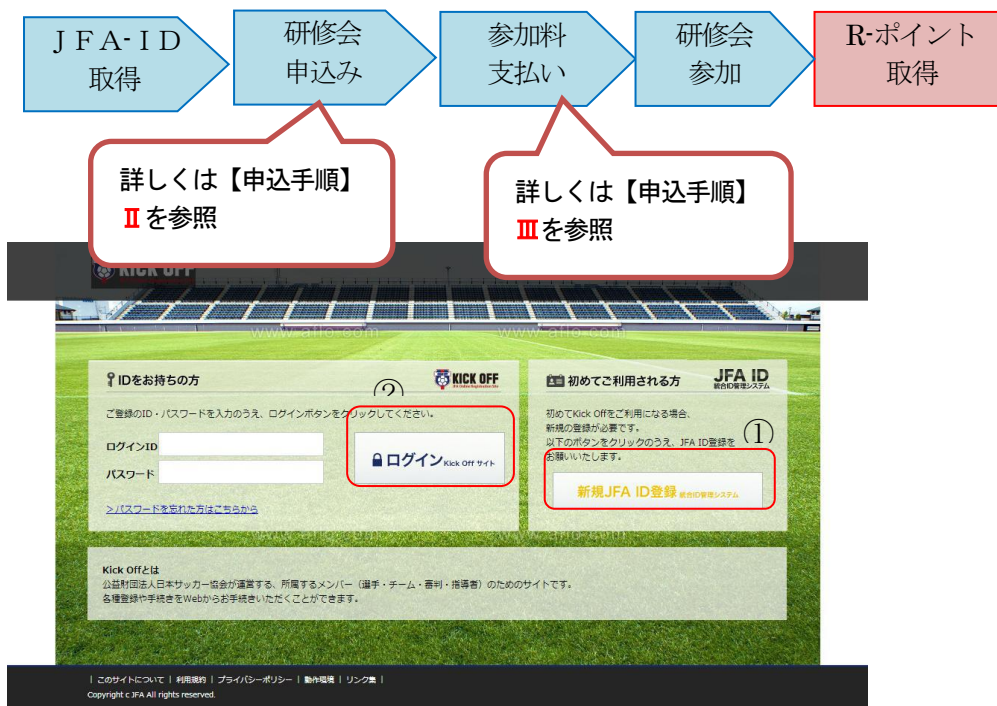 JFA-ID
取得
研修会
申込み
参加料
支払い
研修会
参加
R-ポイント
取得
詳しくは【申込手順】
Ⅱを参照
詳しくは【申込手順】
Ⅲを参照
KICK OFF
www.allo.com
www.allo.com
IDをお持ちの方
②
KICK OFF
ご登録のID・パスワードを入力のうえ、ログインボタンをクリックしてください。
ログインID
パスワード
ログイン Kick Off サイト
>パスワードを忘れた方はこちらから
初めてご利用される方
JFA ID
統合ID管理システム
初めてKick Offをご利用になる場合、
新規の登録が必要です。
以下のボタンをクリックのうえ、JFA ID登録を
お願いいたします。
①
新規JFA ID登録 統合ID管理システム
Kick Offとは
公益財団法人日本サッカー協会が運営する、所属するメンバー（選手・チーム・審判・指導者）のためのサイトです。
各種登録や手続きをWebからお手続きいただくことができます。
| このサイトについて | 利用規約 | プライバシーポリシー | 動作環境 | リンク集 |
Copyright c JFA All rights reserved.